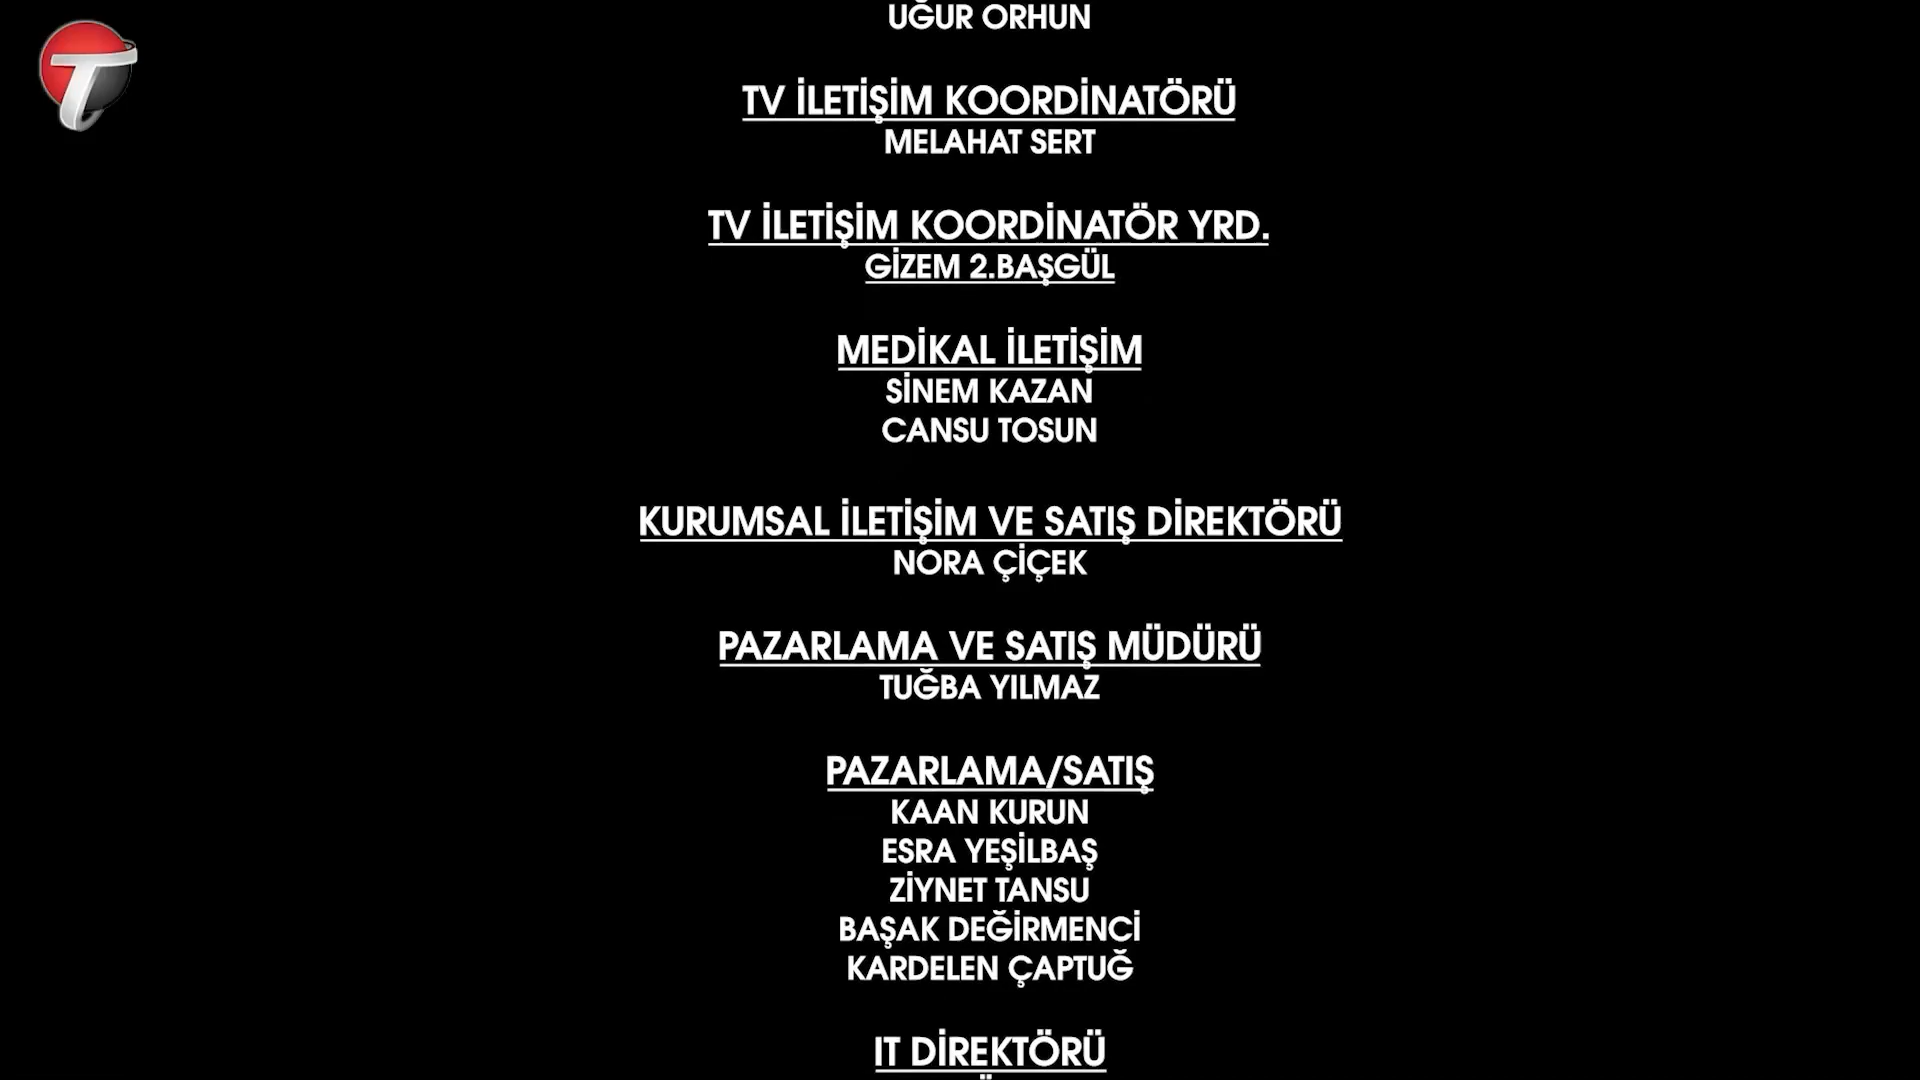 UĞUR ORHUN
TV İLETİŞİM KOORDİNATÖRÜ
MELAHAT SERT
TV İLETİŞİM KOORDİNATÖR YRD.
GİZEM 2.BAŞGÜL
MEDİKAL İLETİŞİM
SİNEM KAZAN
CANSU TOSUN
KURUMSAL İLETİŞİM VE SATIŞ DİREKTÖRÜ
NORA ÇİÇEK
PAZARLAMA VE SATIŞ MÜDÜRÜ
TUĞBA YILMAZ
PAZARLAMA/SATIŞ
KAAN KURUN
ESRA YEŞİLBAŞ
ZİYNET TANSU
BAŞAK DEĞİRMENCİ
KARDELEN ÇAPTUĞ
IT DİREKTÖRÜ